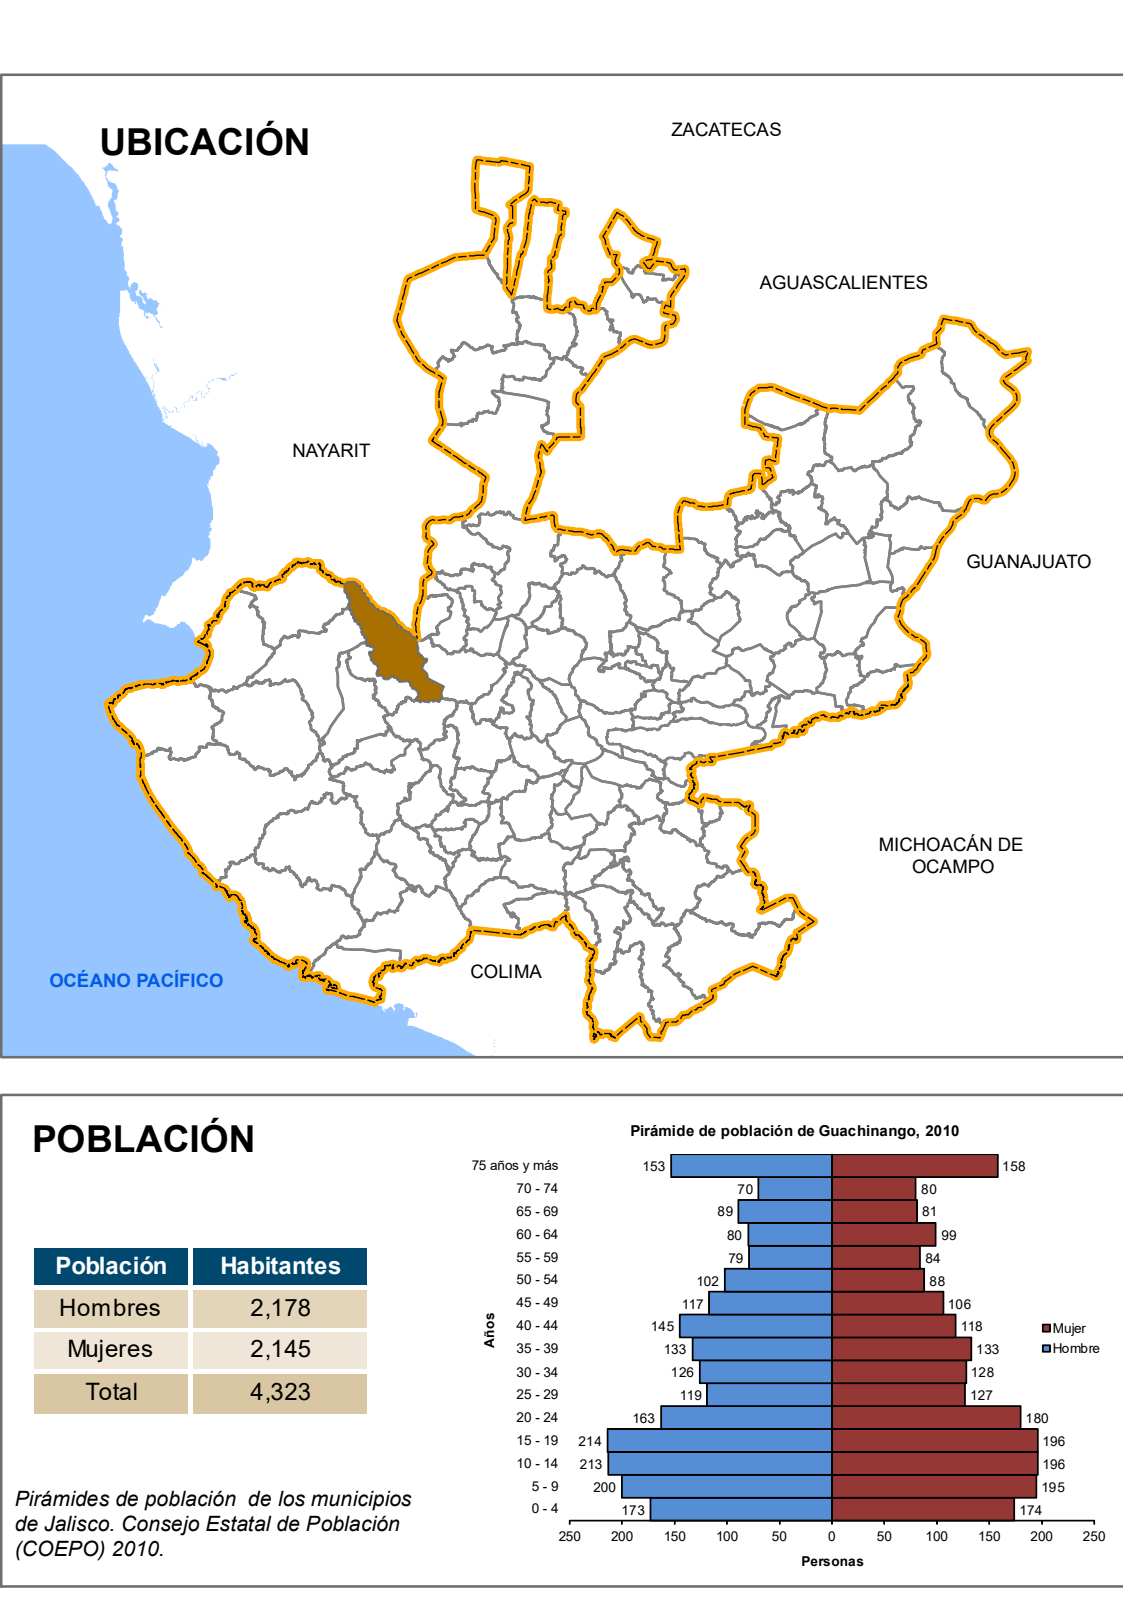 UBICACIÓN
ZACATECAS
AGUASCALIENTES
NAYARIT
GUANAJUATO
MICHOACÁN DE
OCAMPO
COLIMA
OCÉANO PACÍFICO
POBLACIÓN
Población Habitantes
Hombres 2,178
Mujeres 2,145
Total 4,323
Pirámides de población de los municipios
de Jalisco. Consejo Estatal de Población
(COEPO) 2010.
Pirámide de población de Guachinango, 2010
Años
75 años y más 153 158
70 - 74 70 80
65 - 69 89 81
60 - 64 80 99
55 - 59 79 84
50 - 54 102 88
45 - 49 117 106
40 - 44 145 118
35 - 39 133 133
30 - 34 126 128
25 - 29 119 127
20 - 24 163 180
15 - 19 214 196
10 - 14 213 196
5 - 9 200 195
0 - 4 173 174
250 200 150 100 50 0 50 100 150 200 250
Personas
Mujer
Hombre